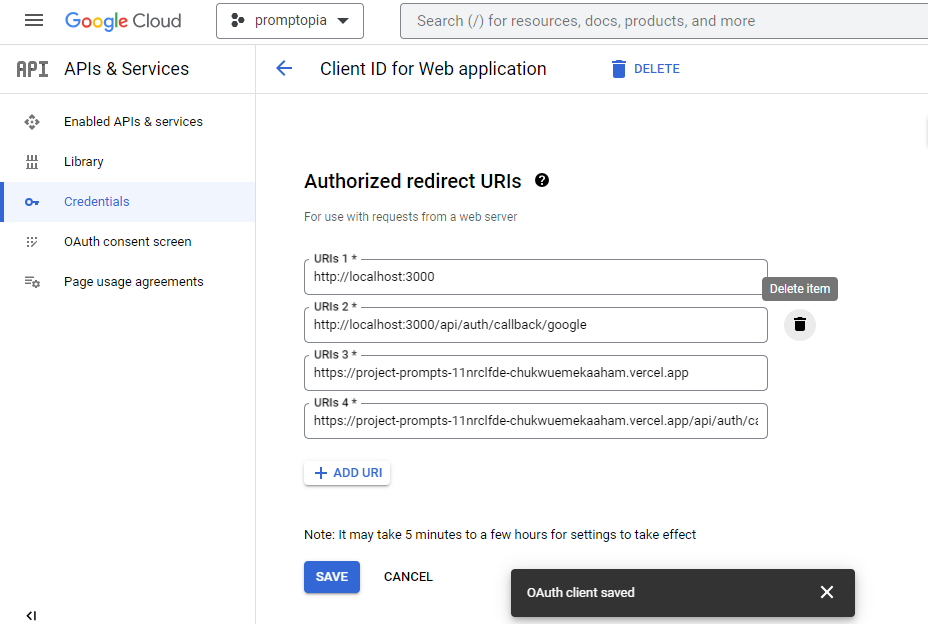 Google Cloud
promptopia
Search (/) for resources, docs, products, and more
API APIs & Services
Client ID for Web application
DELETE
Enabled APIs & services
Library
Credentials
OAuth consent screen
Page usage agreements
Authorized redirect URIs
For use with requests from a web server
URIs 1 *
http://localhost:3000
Delete item
URIs 2 *
http://localhost:3000/api/auth/callback/google
URIs 3 *
https://project-prompts-11nrclfde-chukwuemekaaham.vercel.app
URIs 4 *
https://project-prompts-11nrclfde-chukwuemekaaham.vercel.app/api/auth/ca
ADD URI
Note: It may take 5 minutes to a few hours for settings to take effect
SAVE
CANCEL
OAuth client saved